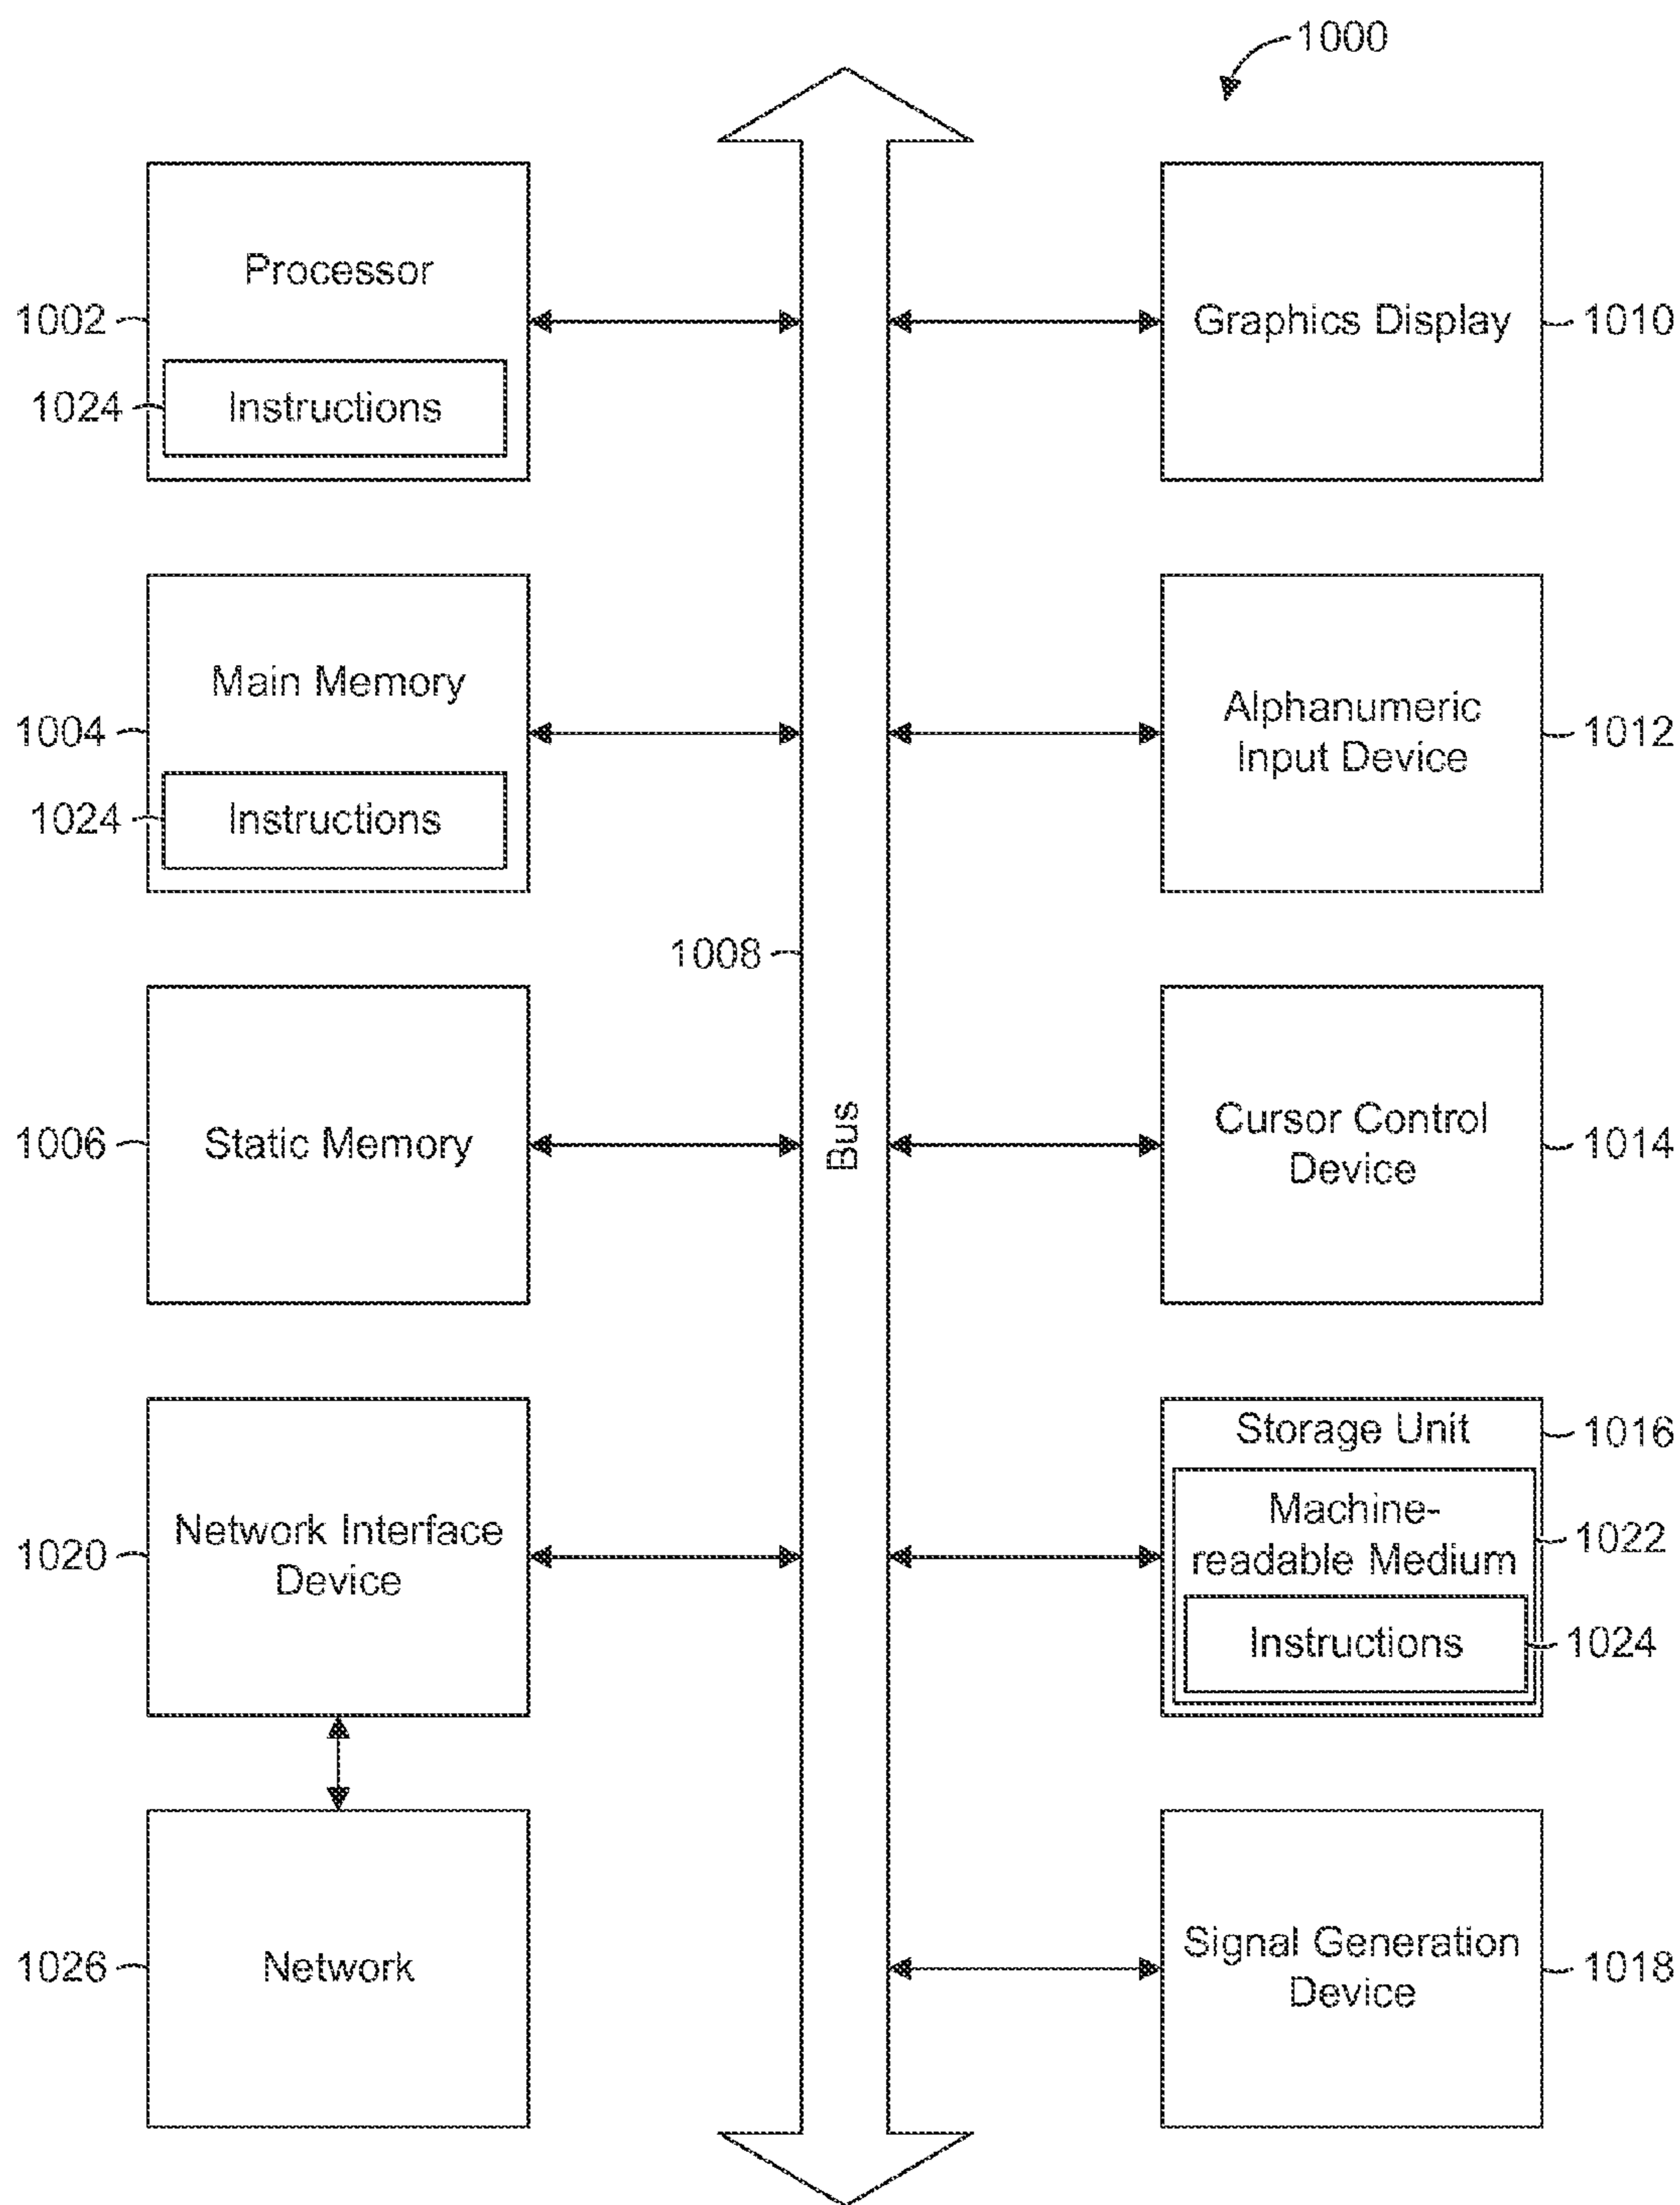 1000
Processor
1002
1024
Instructions
Graphics Display
1010
Main Memory
1004
1024
Instructions
Alphanumeric
Input Device
1012
1008
Bus
1006
Static Memory
Cursor Control
Device
1014
Network Interface
Device
1020
Storage Unit
1016
Machine-
readable Medium
1022
Instructions
1024
1026
Network
Signal Generation
Device
1018